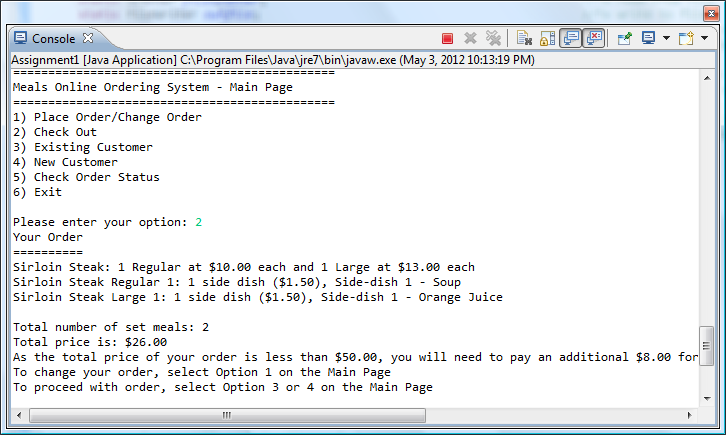 Console
Assignment1 [Java Application] C:\Program Files\Java\jre7\bin\javaw.exe (May 3, 2012 10:13:19 PM)
==============================================
Meals Online Ordering System - Main Page
==============================================
1) Place Order/Change Order
2) Check Out
3) Existing Customer
4) New Customer
5) Check Order Status
6) Exit
Please enter your option: 2
Your Order
==========
Sirloin Steak: 1 Regular at $10.00 each and 1 Large at $13.00 each
Sirloin Steak Regular 1: 1 side dish ($1.50), Side-dish 1 - Soup
Sirloin Steak Large 1: 1 side dish ($1.50), Side-dish 1 - Orange Juice
Total number of set meals: 2
Total price is: $26.00
As the total price of your order is less than $50.00, you will need to pay an additional $8.00 for
To change your order, select Option 1 on the Main Page
To proceed with order, select Option 3 or 4 on the Main Page